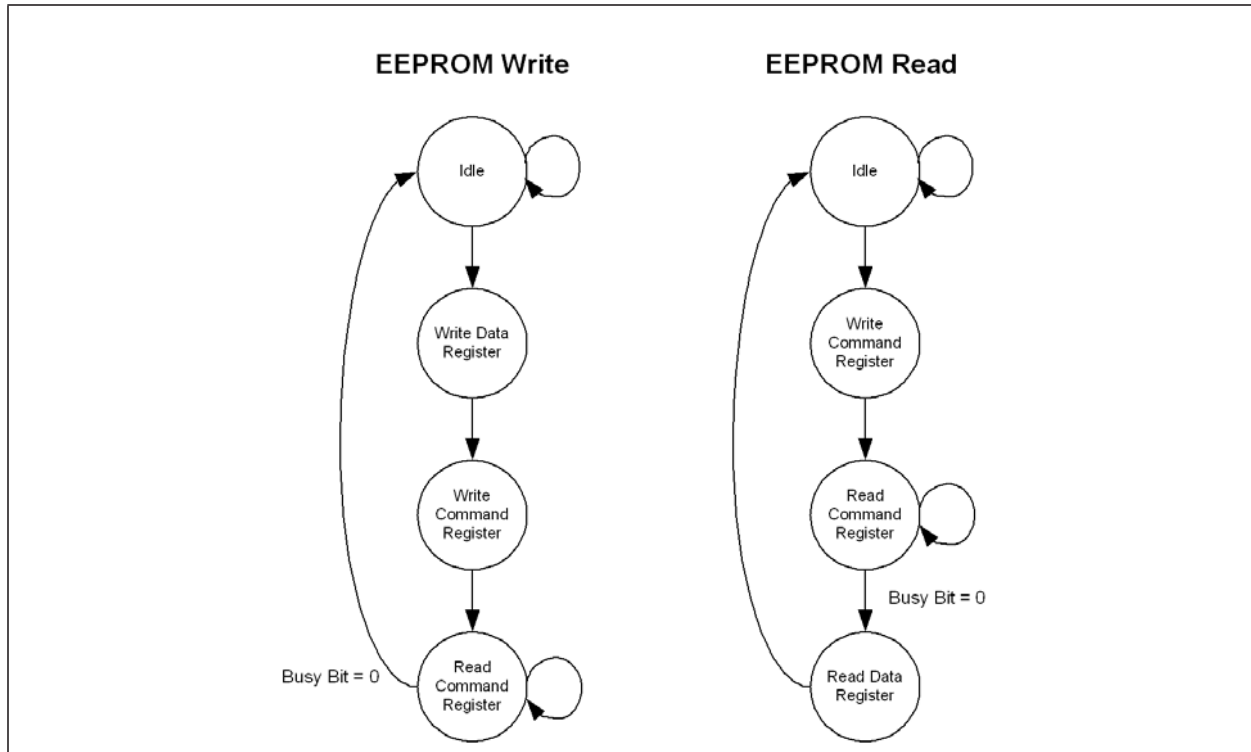 EEPROM Write
Idle
Write Data
Register
Write
Command
Register
Read
Command
Register
Busy Bit = 0
EEPROM Read
Idle
Write
Command
Register
Read
Command
Register
Busy Bit = 0
Read Data
Register